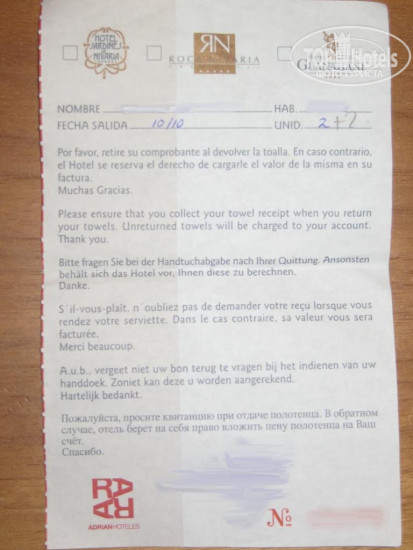 HOTEL
JARDINES
de
NIVARIA
RN
ROCA NIVARIA
NOMBRE HAB
FECHA SALIDA 10/10 UNID 2+2
Por favor, retire su comprobante al devolver la toalla. En caso contrario,
el Hotel se reserva el derecho de cargarle el valor de la misma en su
factura.
Muchas Gracias.
Please ensure that you collect your towel receipt when you return
your towels. Unreturned towels will be charged to your account.
Thank you.
Bitte fragen Sie bei der Handtuchabgabe nach Ihrer Quittung. Ansonsten
behält sich das Hotel vor, Ihnen diese zu berechnen.
Danke.
S´il-vous-plaît, n´oubliez pas de demander votre reçu lorsque vous
rendez votre serviette. Dans le cas contraire, sa valeur vous sera
facturée.
Merci beaucoup.
A.u.b., vergeet niet uw bon terug te vragen bij het indienen van uw
handdoek. Zoniet kan deze u worden aangerekend.
Hartelijk bedankt.
Пожалуйста, просите квитанцию при отдаче полотенца. В обратном
случае, отель берет на себя право вложить цену полотенца на Ваш
счёт.
Спасибо.
RA
RA
ADRIANHOTELES
Nº